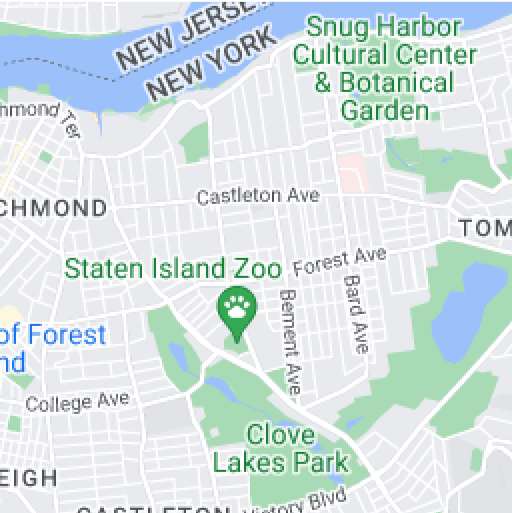 NEW JERSEY
NEW YORK
Snug Harbor
Cultural Center
& Botanical
Garden
hmond Ter
CHMOND
Castleton Ave
TOM
Staten Island Zoo
Forest Ave
Bement Ave
Bard Ave
of Forest
nd
College Ave
Clove
Lakes Park
EIGH
CASTLETON
Victory Blvd